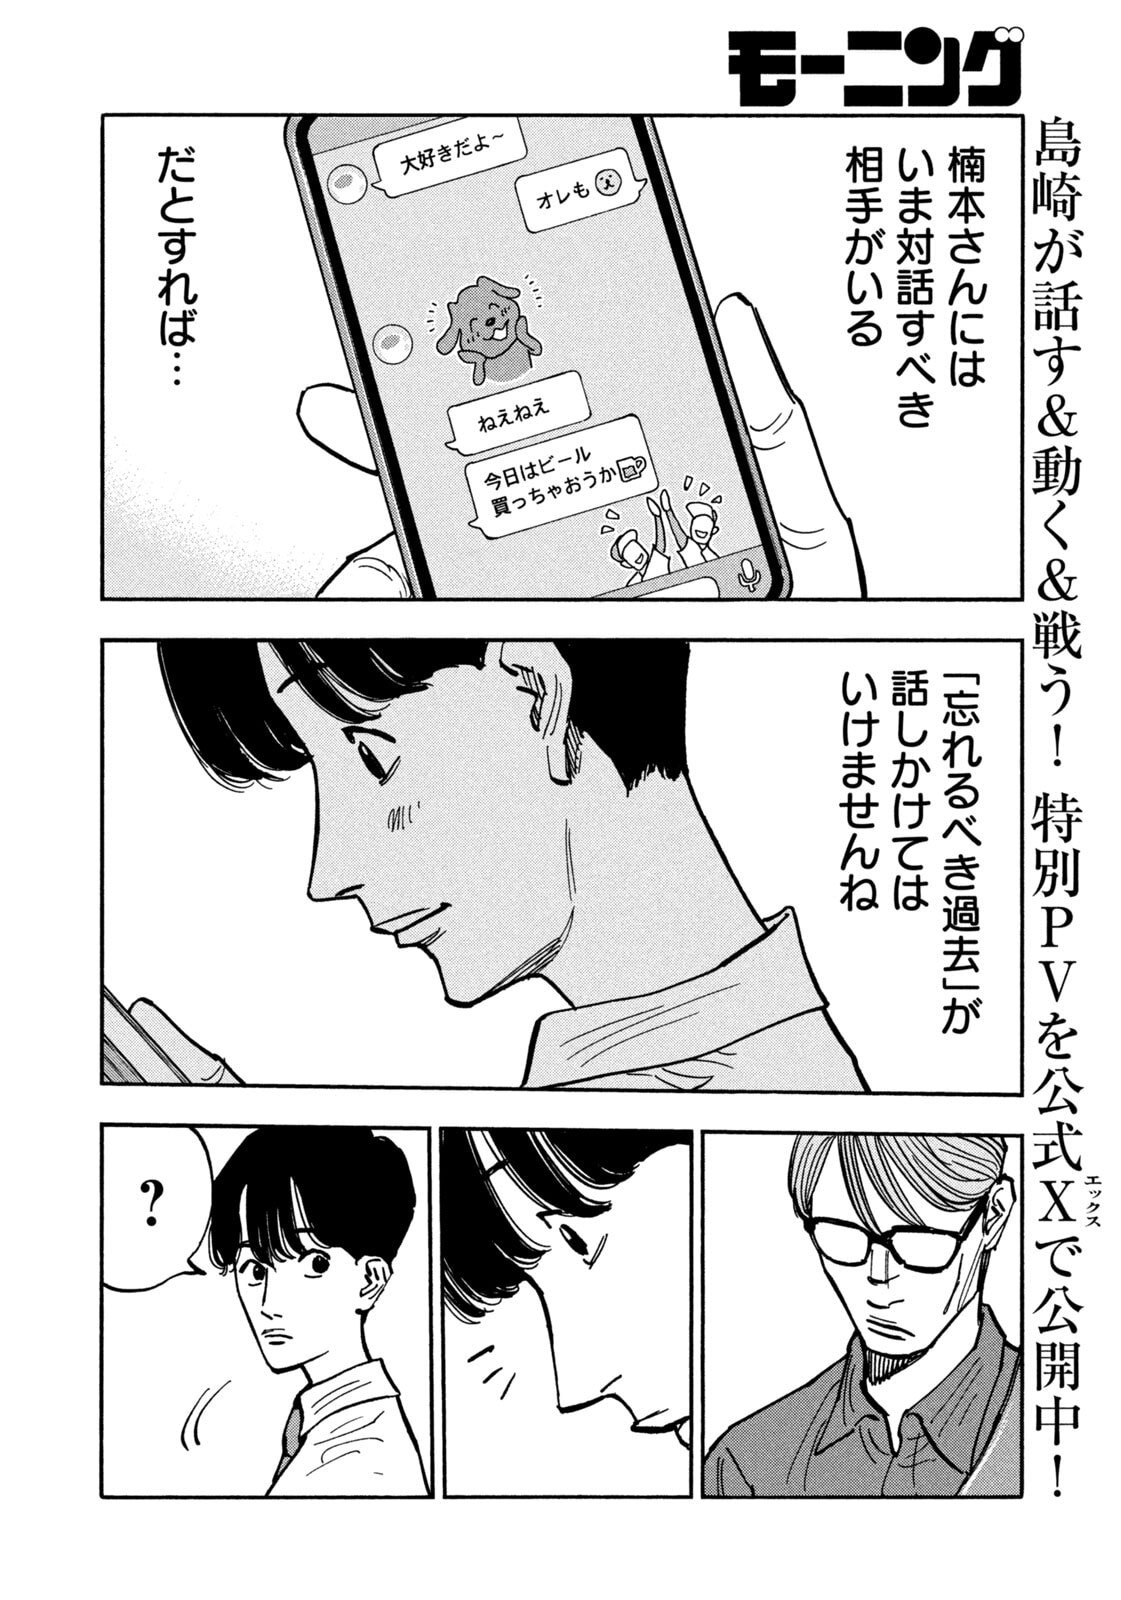 モーニング
島崎が話す&動く&戦う！ 特別PVを公式Xで公開中！
エックス
楠本さんには
いま対話すべき
相手がいる
大好きだよ～
オレも
ねえねえ
今日はビール
買っちゃおうか
だとすれば…
「忘れるべき過去」が
話しかけては
いけませんね
?